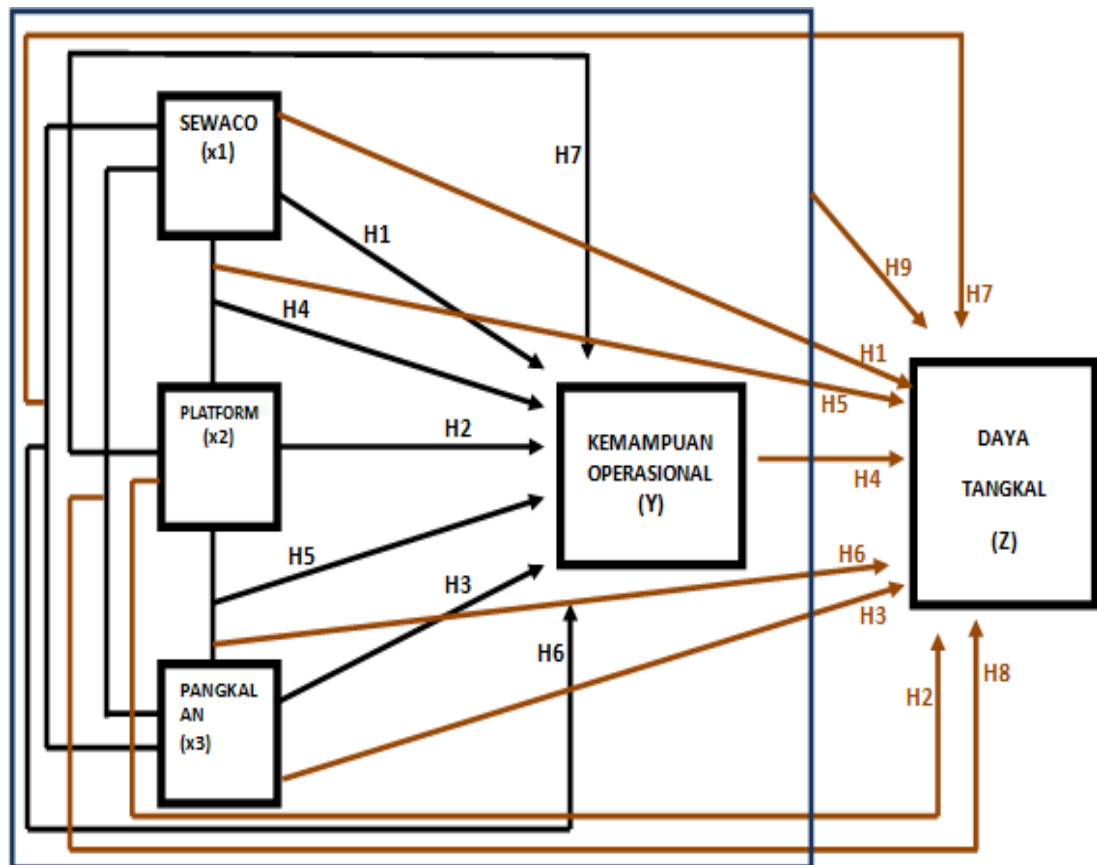 SEWACO
(x1)
H7
H1
H9
H7
H4
H1
H5
PLATFORM
(x2)
H2
KEMAMPUAN
OPERASIONAL
(Y)
H4
DAYA
TANGKAL
(Z)
H5
H3
H6
H3
H6
PANGKAL
AN
(x3)
H2
H8